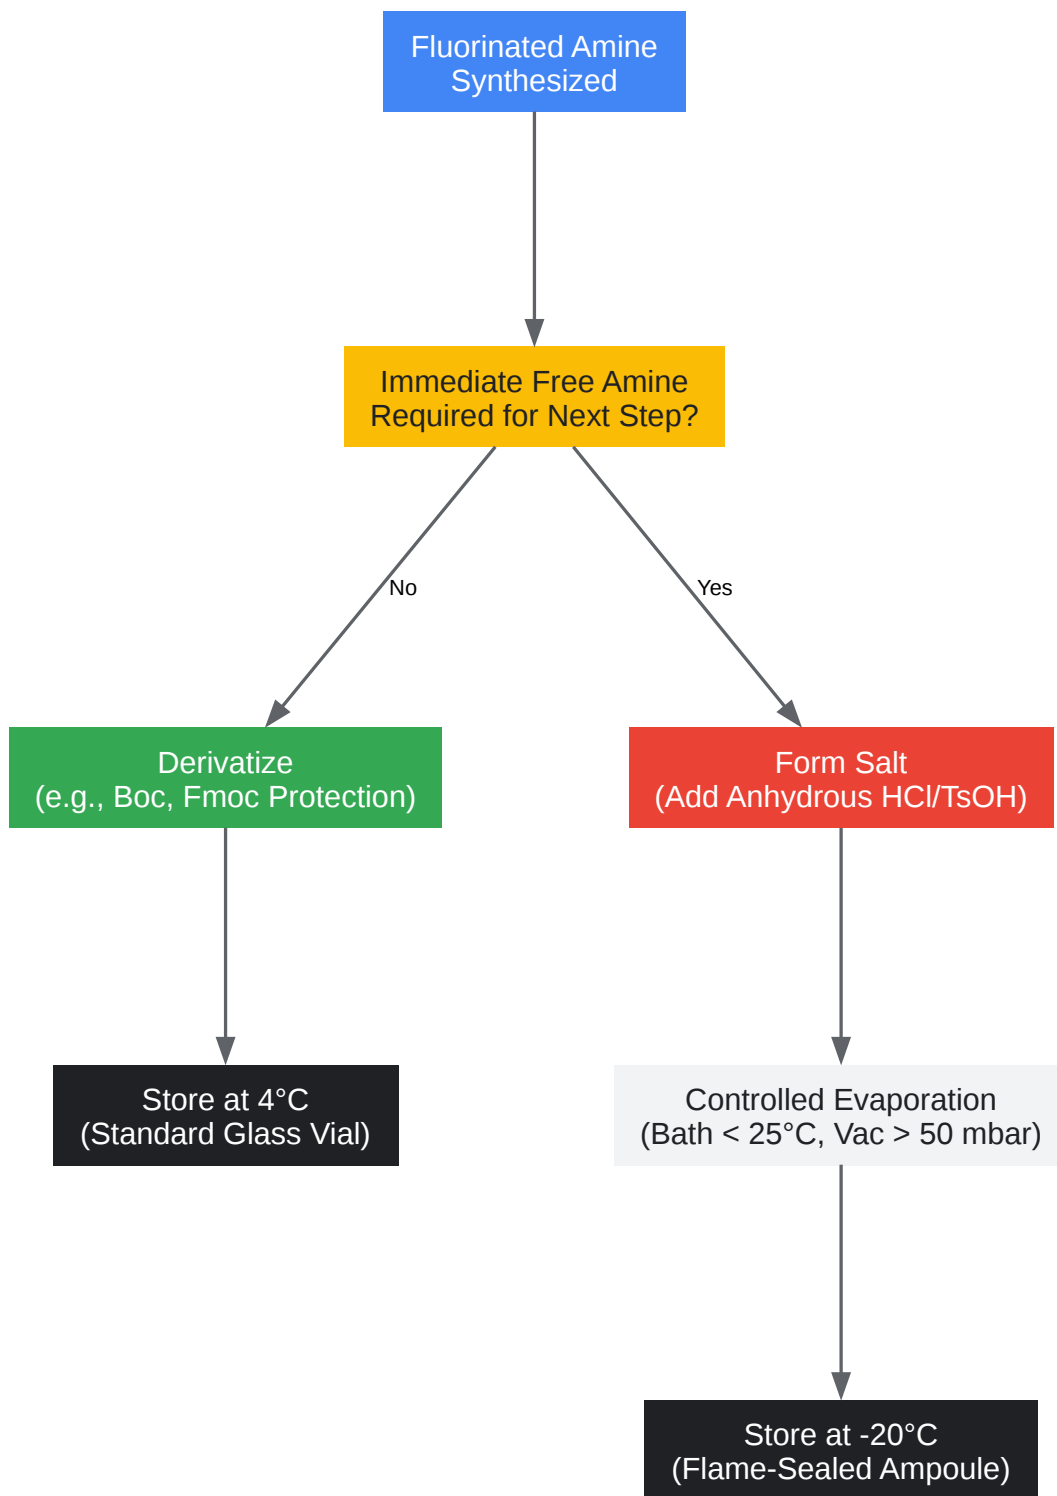 Fluorinated Amine
Synthesized
Immediate Free Amine
Required for Next Step?
No
Yes
Derivatize
(e.g., Boc, Fmoc Protection)
Form Salt
(Add Anhydrous HCl/TsOH)
Store at 4°C
(Standard Glass Vial)
Controlled Evaporation
(Bath < 25°C, Vac > 50 mbar)
Store at -20°C
(Flame-Sealed Ampoule)